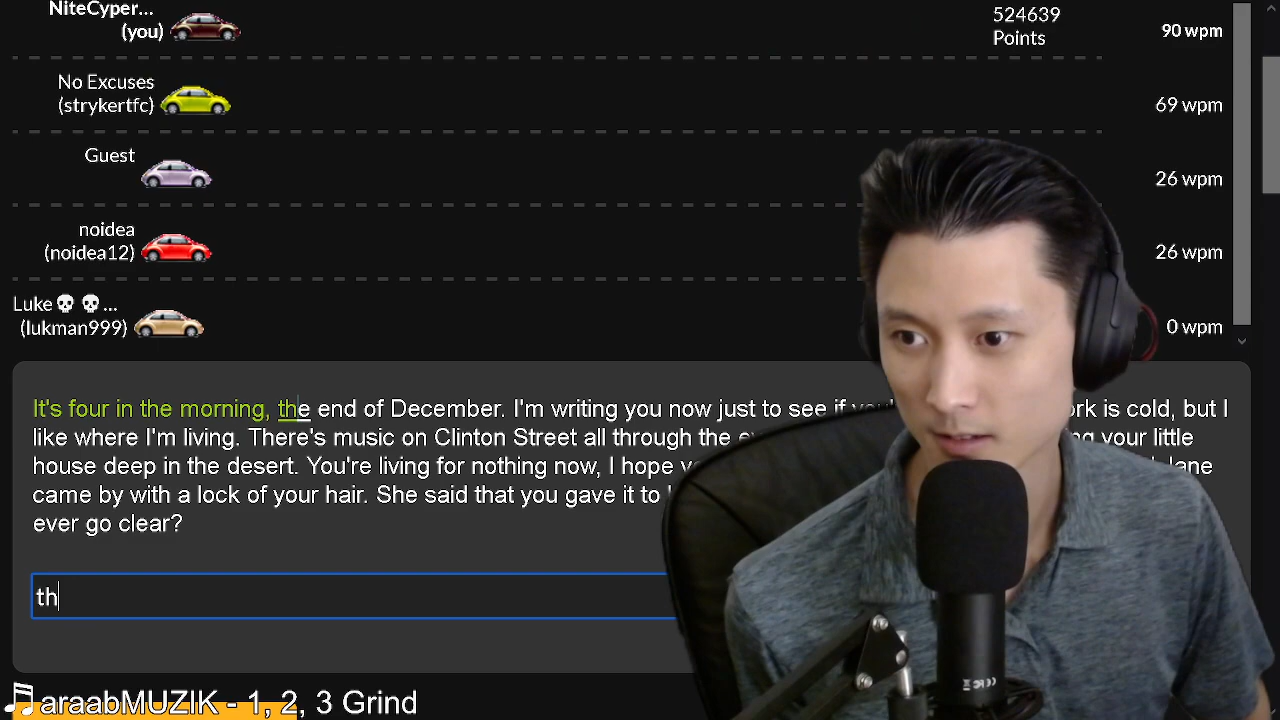 NiteCyper...
(you)
524639
Points
90 wpm
No Excuses
(strykertfc)
69 wpm
Guest
26 wpm
noidea
(noidea12)
26 wpm
Luke💀 💀...
(lukman999)
0 wpm
It's four in the morning, the end of December. I'm writing you now just to see if is cold, but I
like where I'm living. There's music on Clinton Street all through the your little
house deep in the desert. You're living for nothing now, I hope
came by with a lock of your hair. She said that you gave it to
ever go clear?
th
araabMUZIK - 1, 2, 3 Grind